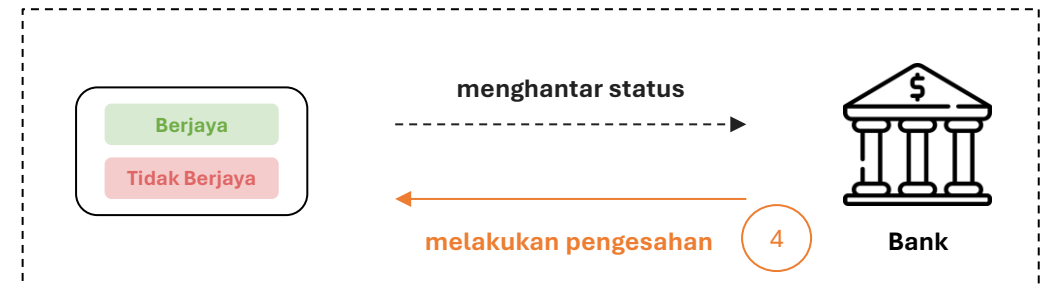 menghantar status
Berjaya
Tidak Berjaya
$
melakukan pengesahan
4
Bank